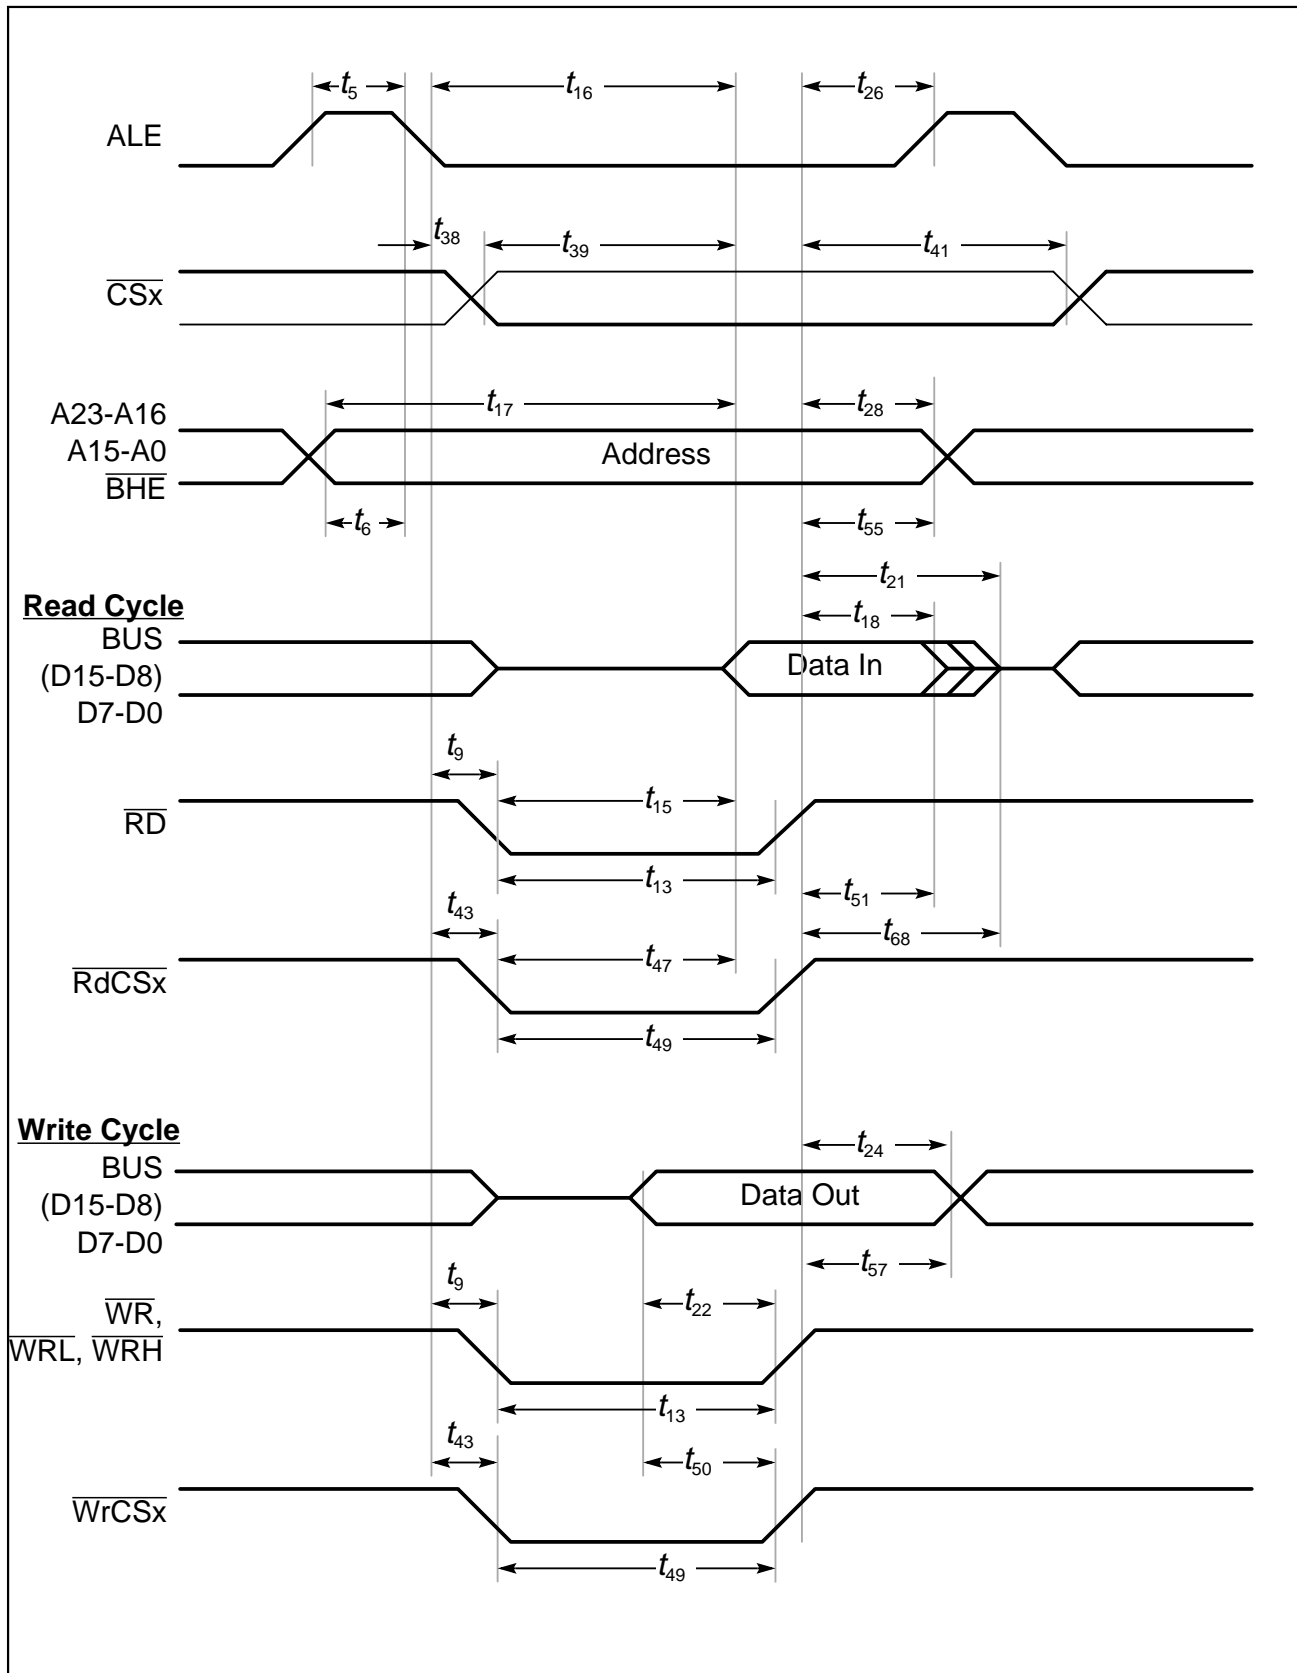 t5
t16
t26
ALE
t38
t39
t41
CSx
A23-A16
t17
t28
A15-A0
Address
BHE
t6
t55
t21
Read Cycle
t18
BUS
(D15-D8)
Data In
D7-D0
t9
t15
RD
t13
t51
t43
t68
t47
RdCSx
t49
Write Cycle
t24
BUS
(D15-D8)
Data Out
D7-D0
t57
t9
t22
WR,
WRL, WRH
t13
t43
t50
WrCSx
t49